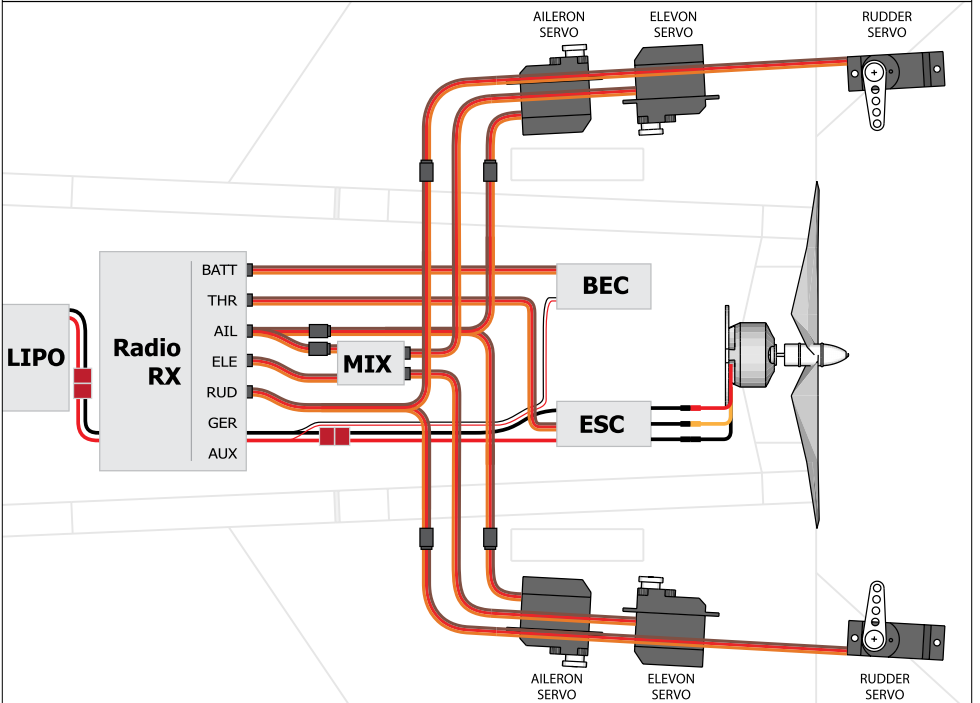 AILERON
SERVO
ELEVON
SERVO
RUDDER
SERVO
LIPO
Radio
RX
BATT
THR
AIL
ELE
RUD
GER
AUX
MIX
BEC
ESC
AILERON
SERVO
ELEVON
SERVO
RUDDER
SERVO